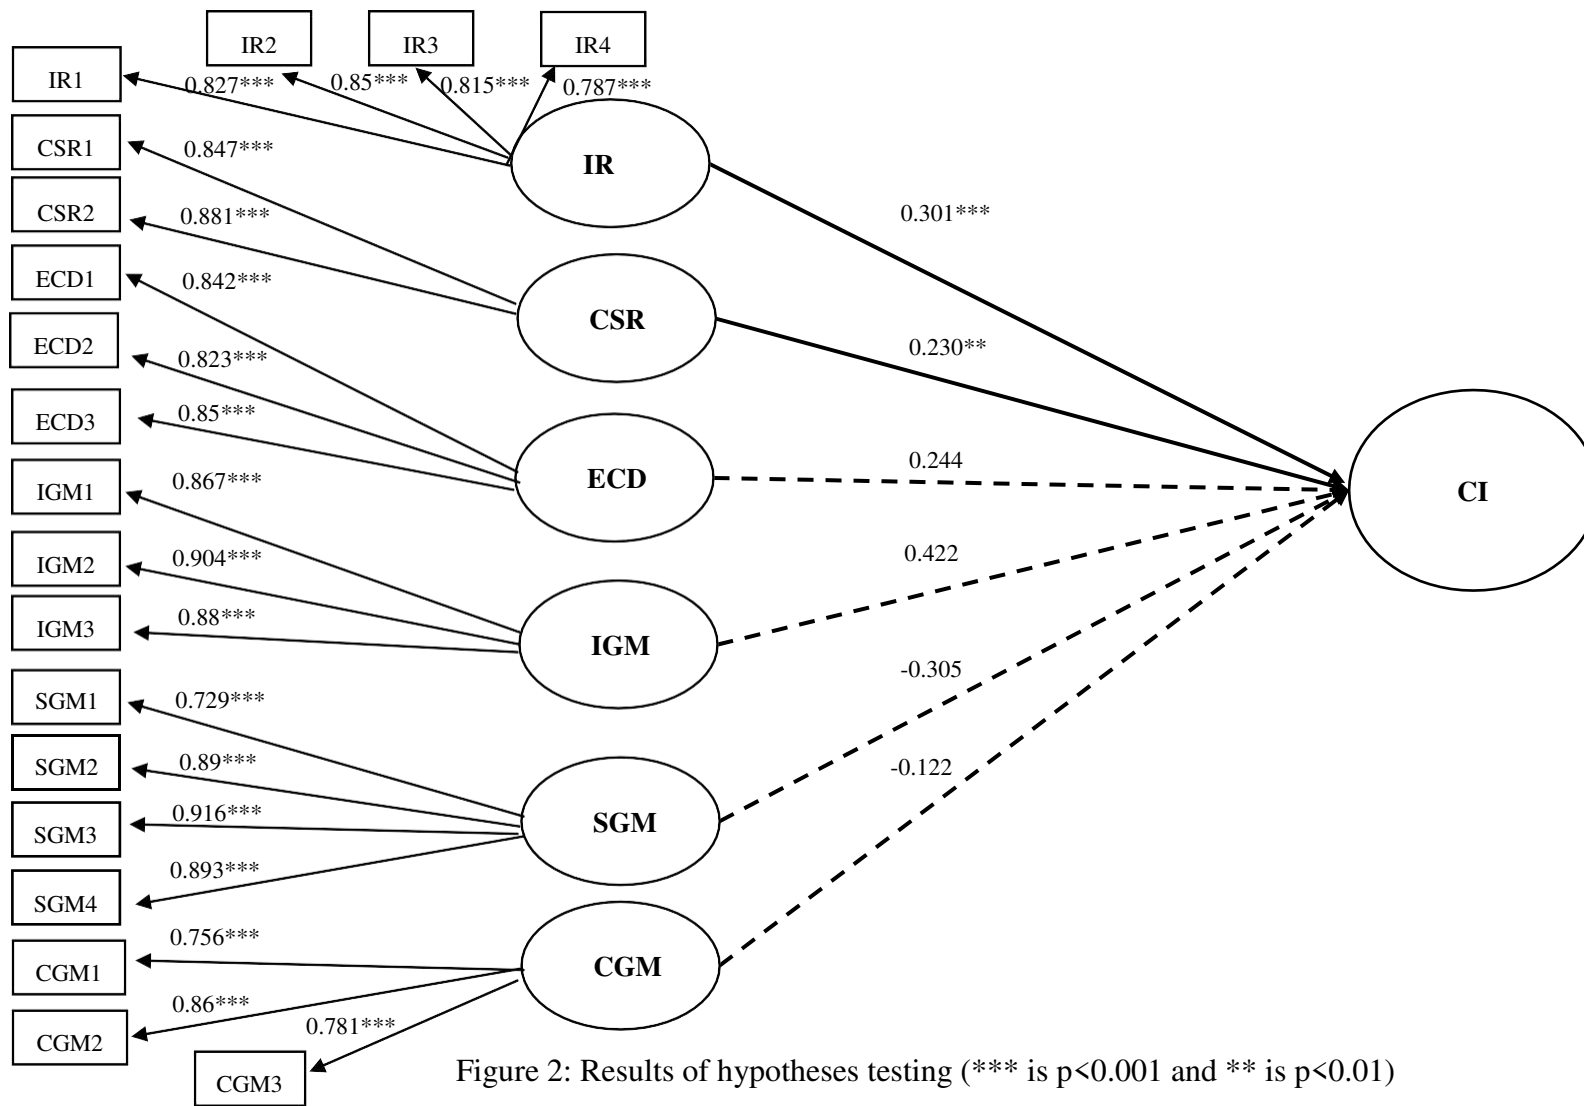 IR2
IR3
IR4
IR1
0.827***
0.85***
0.815***
0.787***
CSR1
0.847***
IR
CSR2
0.881***
0.301***
ECD1
0.842***
CSR
ECD2
0.823***
0.230**
ECD3
0.85***
ECD
0.244
IGM1
0.867***
CI
IGM2
0.904***
0.422
IGM3
0.88***
IGM
-0.305
SGM1
0.729***
SGM2
0.89***
-0.122
SGM3
0.916***
SGM
SGM4
0.893***
CGM1
0.756***
CGM
CGM2
0.86***
0.781***
CGM3
Figure 2: Results of hypotheses testing (*** is p<0.001 and ** is p<0.01)